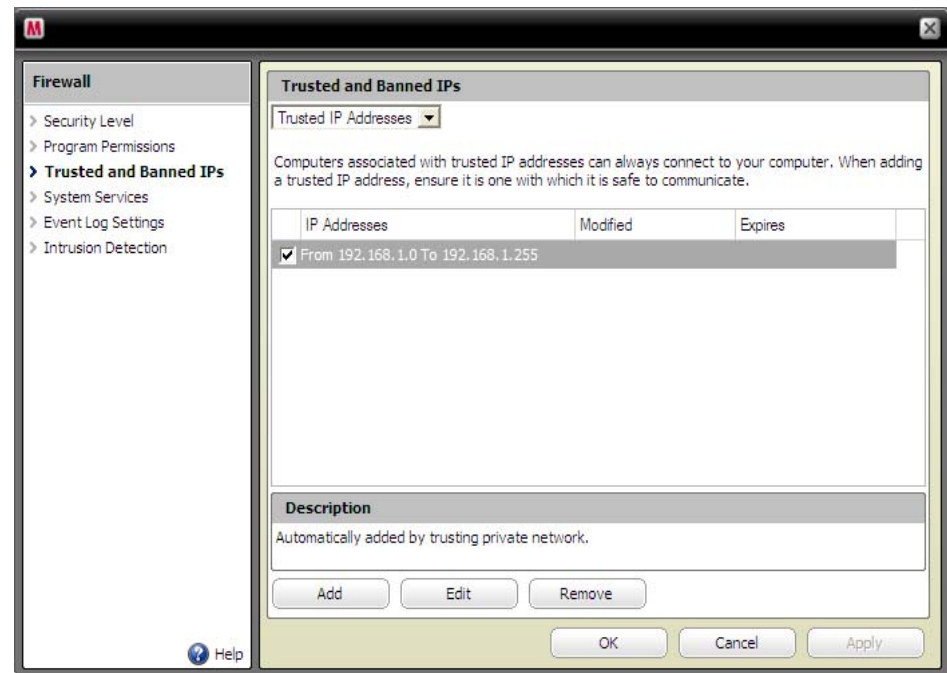 M
Firewall
Security Level
Program Permissions
Trusted and Banned IPs
System Services
Event Log Settings
Intrusion Detection
Help
Trusted and Banned IPs
Trusted IP Addresses
Computers associated with trusted IP addresses can always connect to your computer. When adding
a trusted IP address, ensure it is one with which it is safe to communicate.
IP Addresses Modified Expires
From 192.168.1.0 To 192.168.1.255
Description
Automatically added by trusting private network.
Add Edit Remove
OK Cancel Apply